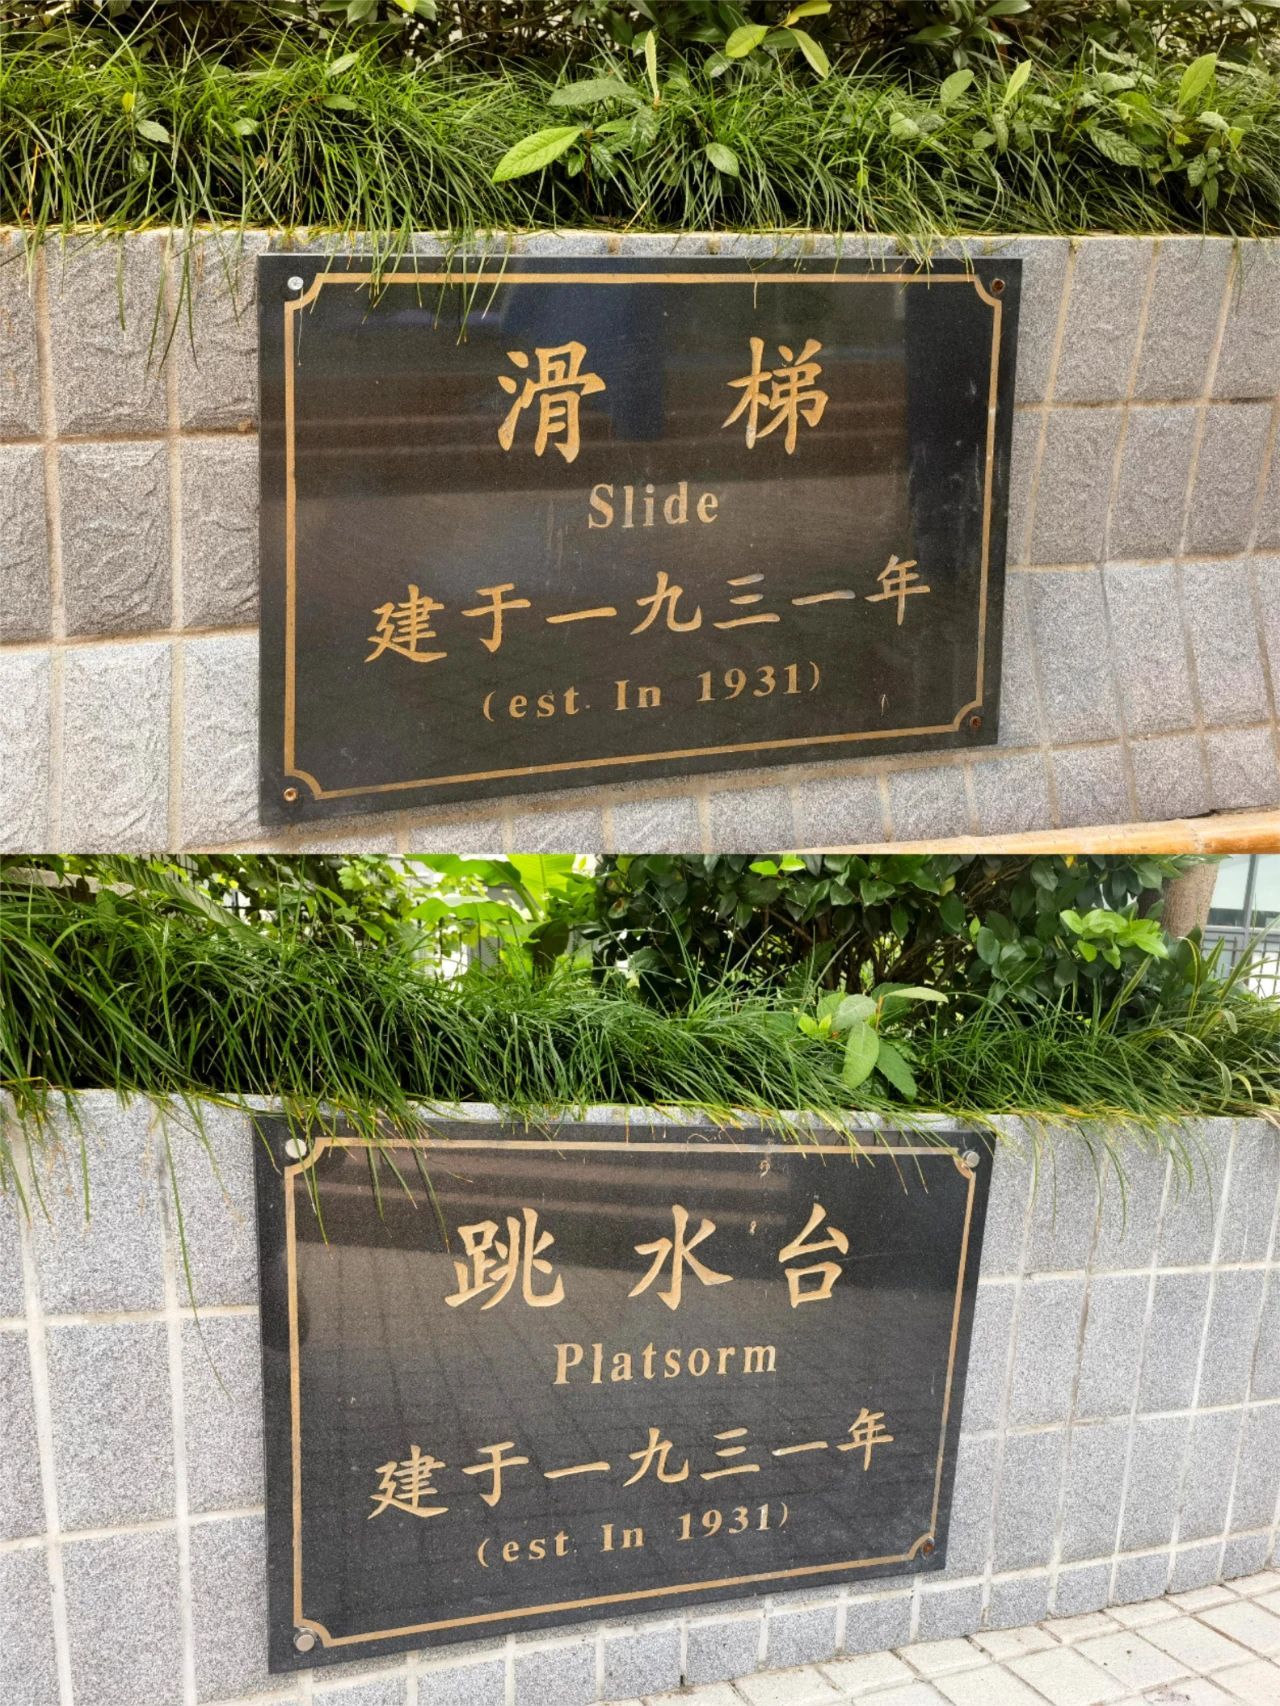 滑梯
Slide
建于一九三一年
(est. In 1931)
跳水台
Platsorm
建于一九三一年
(est In 1931)